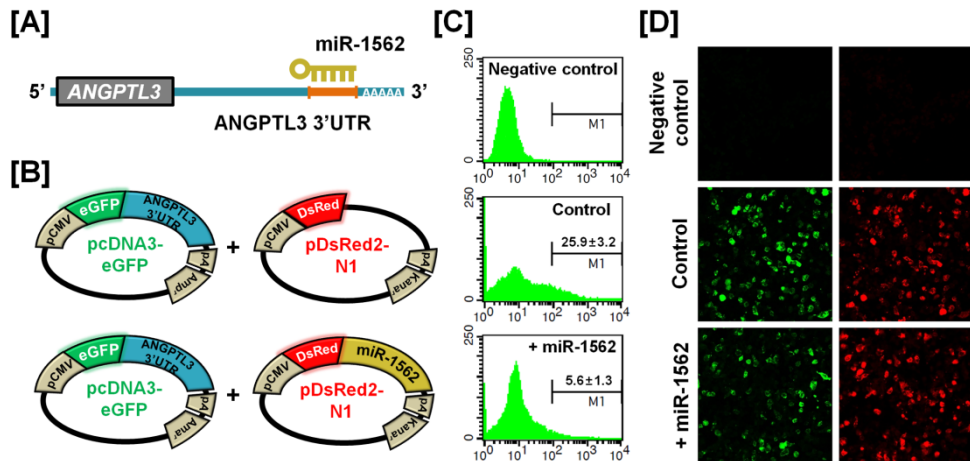 [A]
miR-1562
5' ANGPTL3 AAAAA 3'
ANGPTL3 3'UTR
[B]
pCMV eGFP ANGPTL3 3'UTR pA Ampʳ
pcDNA3-
eGFP
+
pCMV DsRed pA Kanaʳ
pDsRed2-
N1
pCMV eGFP ANGPTL3 3'UTR pA Amaʳ
pcDNA3-
eGFP
+
pCMV DsRed miR-1562 pA Kanaʳ
pDsRed2-
N1
[C]
250
Negative control
M1
0
10⁰ 10¹ 10² 10³ 10⁴
250
Control
25.9±3.2
M1
0
10⁰ 10¹ 10² 10³ 10⁴
250
+ miR-1562
5.6±1.3
M1
0
10⁰ 10¹ 10² 10³ 10⁴
[D]
Negative
control
Control
+ miR-1562